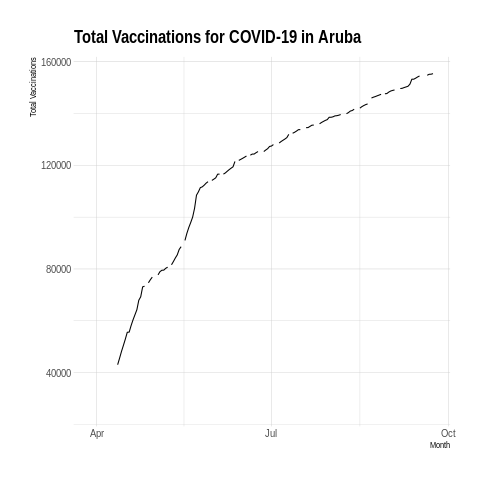 Total Vaccinations for COVID-19 in Aruba
Total Vaccinations
160000
120000
80000
40000
Apr
Jul
Oct
Month